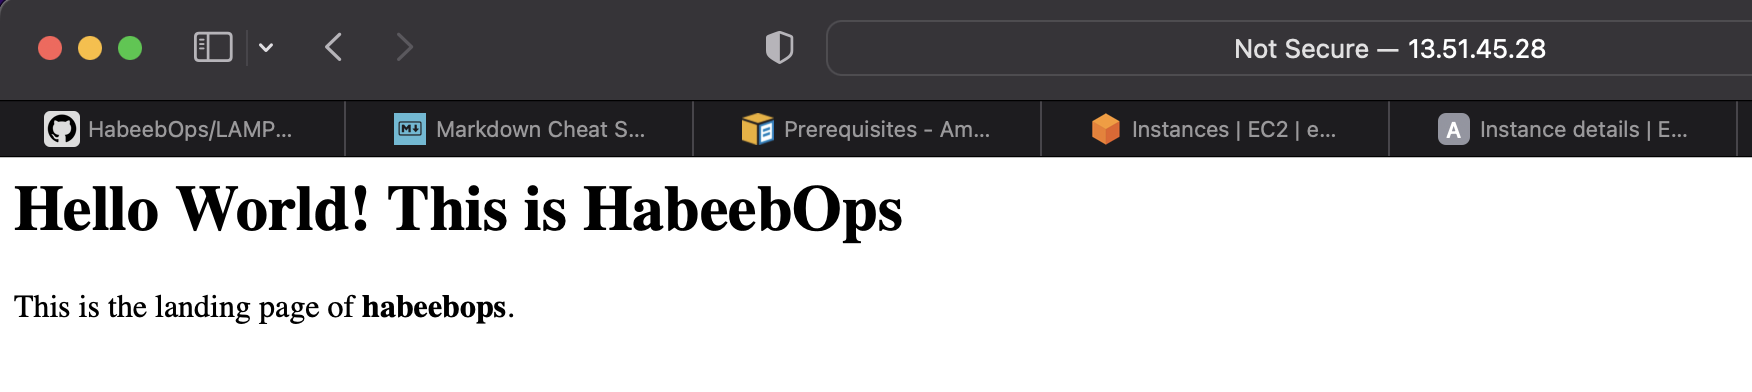 Not Secure — 13.51.45.28
HabeebOps/LAMP...
Markdown Cheat S...
Prerequisites - Am...
Instances | EC2 | e...
A
Instance details | E...
Hello World! This is HabeebOps
This is the landing page of habeebops.